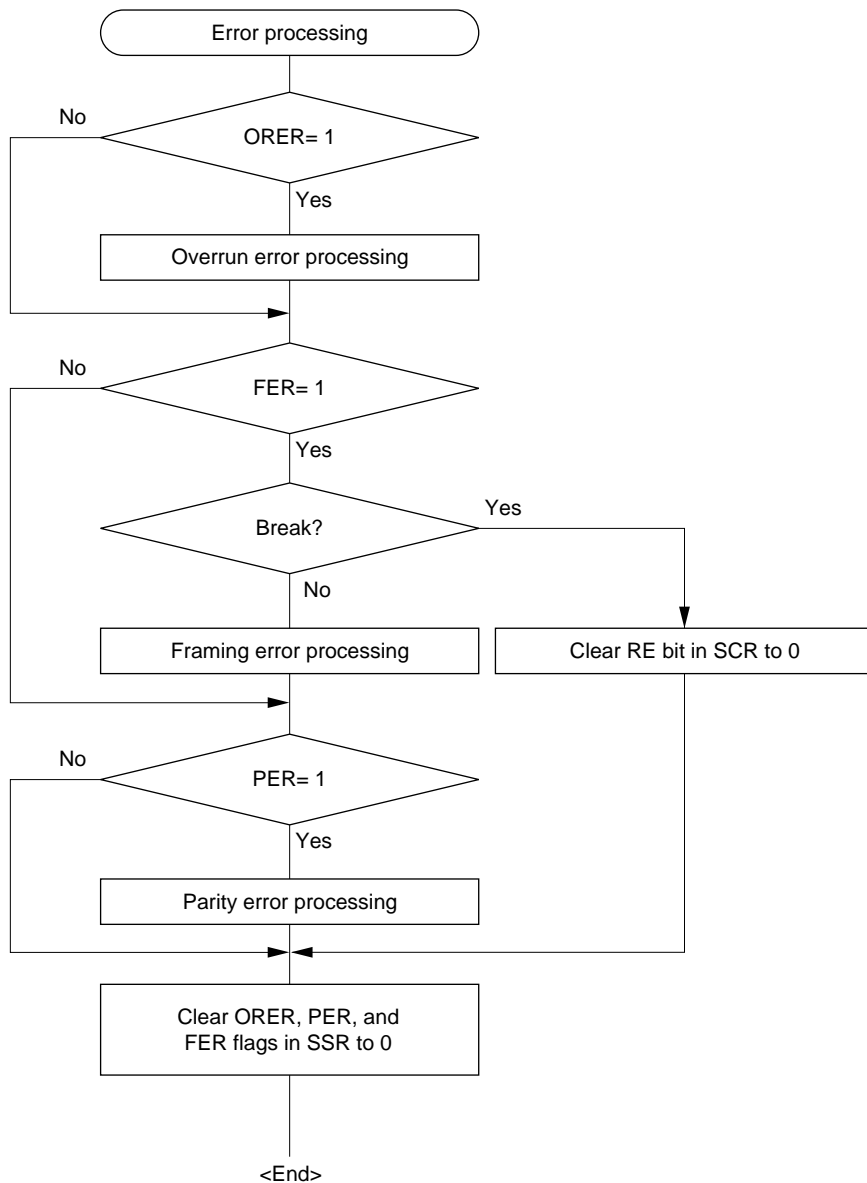 Error processing
No
ORER= 1
Yes
Overrun error processing
No
FER= 1
Yes
Break?
Yes
No
Framing error processing
Clear RE bit in SCR to 0
No
PER= 1
Yes
Parity error processing
Clear ORER, PER, and
FER flags in SSR to 0
<End>